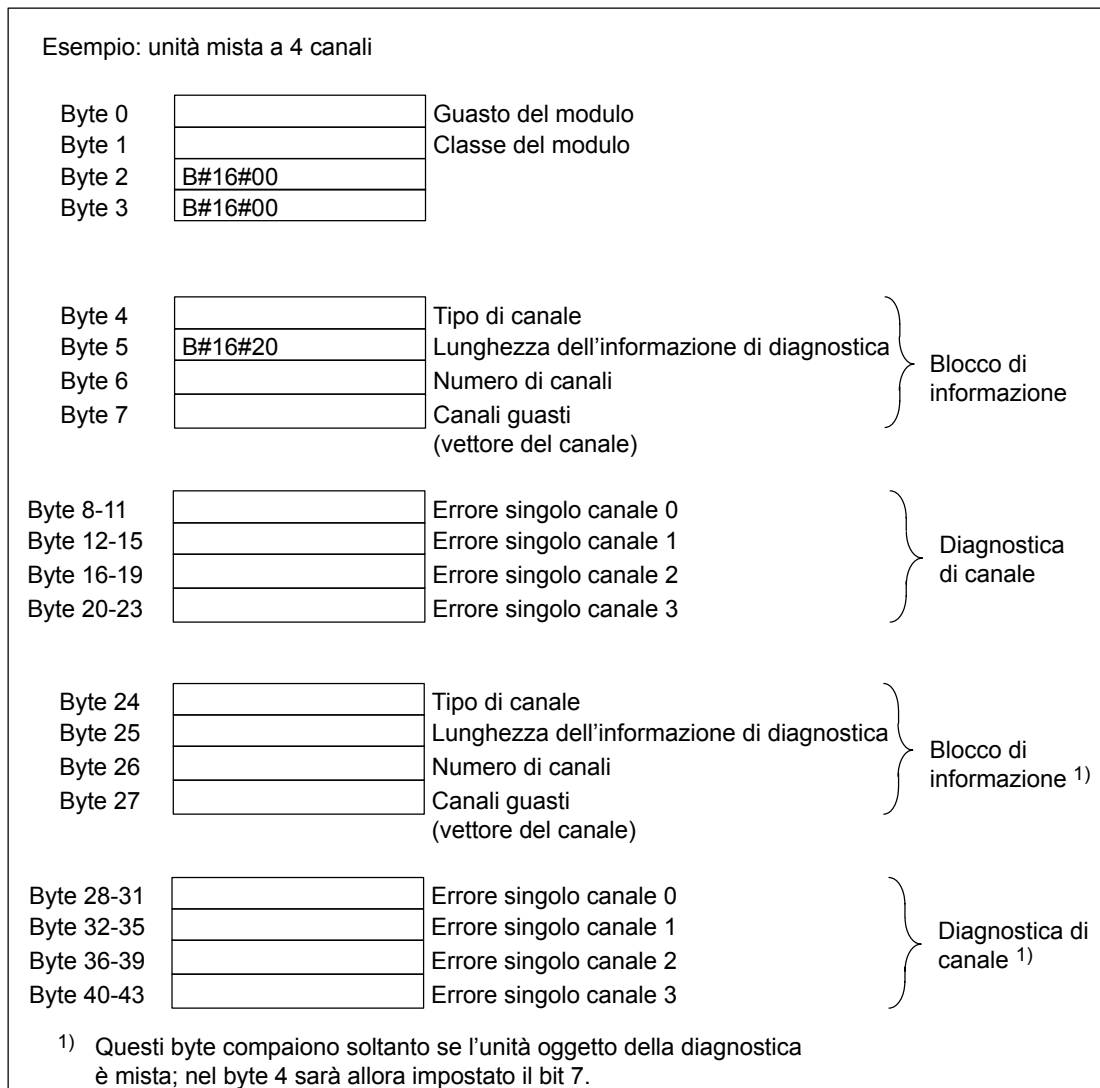 Esempio: unità mista a 4 canali
Byte 0 Guasto del modulo
Byte 1 Classe del modulo
Byte 2 B#16#00
Byte 3 B#16#00
Byte 4 Tipo di canale
Byte 5 B#16#20 Lunghezza dell’informazione di diagnostica
Byte 6 Numero di canali
Byte 7 Canali guasti
(vettore del canale)
Blocco di
informazione
Byte 8-11 Errore singolo canale 0
Byte 12-15 Errore singolo canale 1
Byte 16-19 Errore singolo canale 2
Byte 20-23 Errore singolo canale 3
Diagnostica
di canale
Byte 24 Tipo di canale
Byte 25 Lunghezza dell’informazione di diagnostica
Byte 26 Numero di canali
Byte 27 Canali guasti
(vettore del canale)
Blocco di
informazione 1)
Byte 28-31 Errore singolo canale 0
Byte 32-35 Errore singolo canale 1
Byte 36-39 Errore singolo canale 2
Byte 40-43 Errore singolo canale 3
Diagnostica di
canale 1)
1) Questi byte compaiono soltanto se l’unità oggetto della diagnostica
è mista; nel byte 4 sarà allora impostato il bit 7.